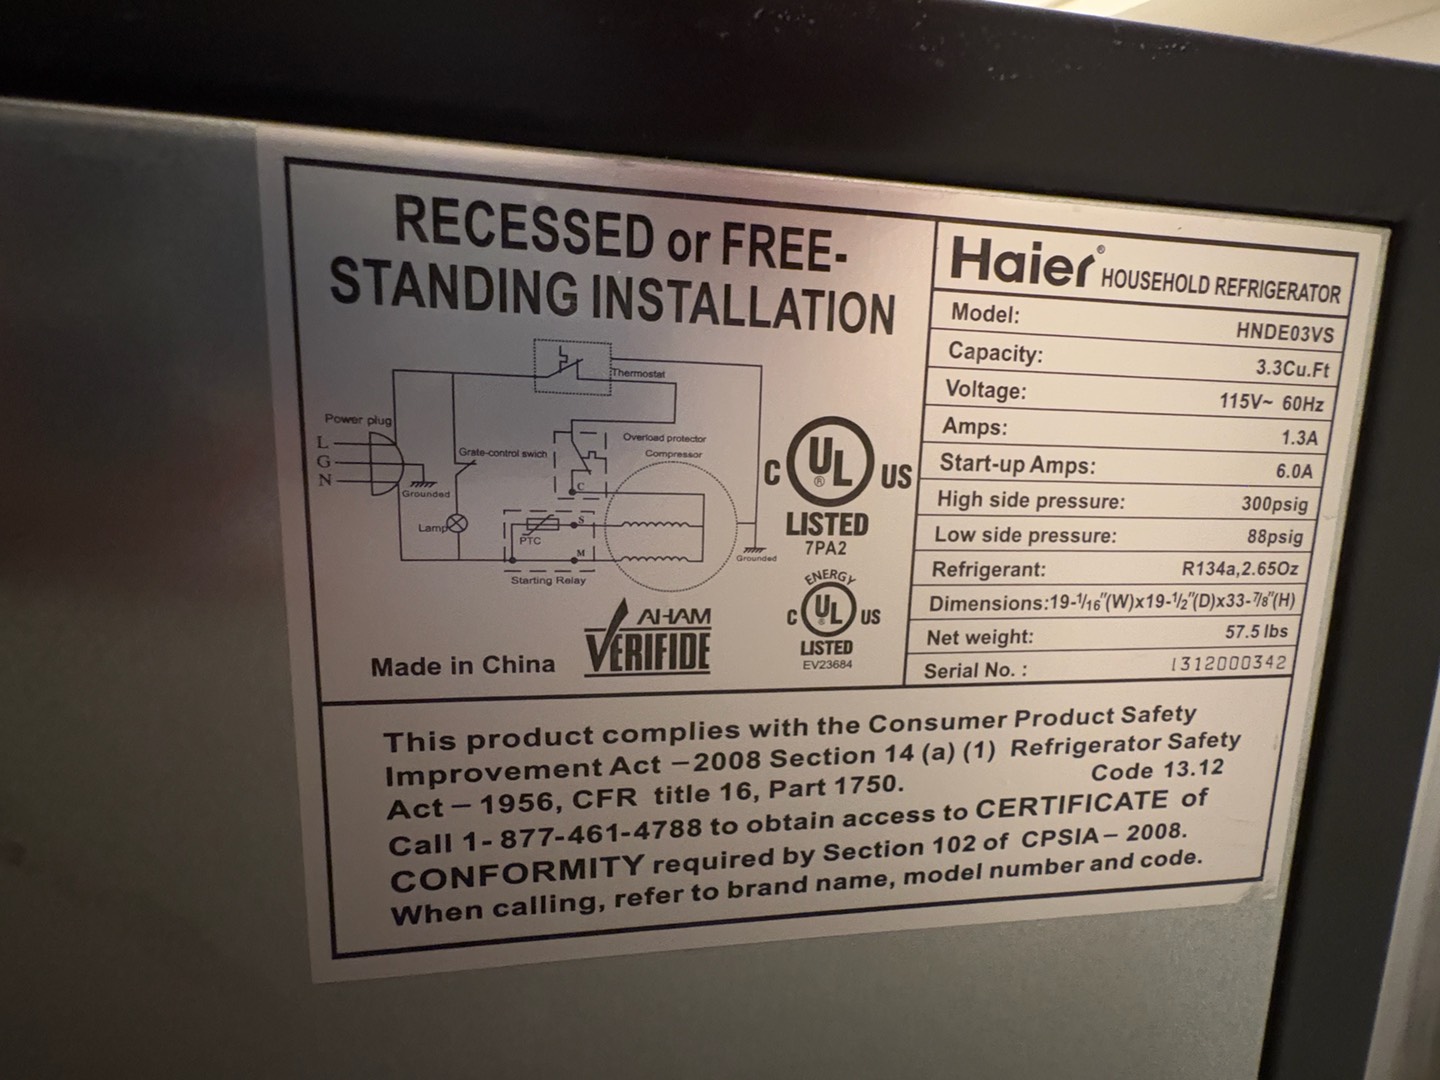 RECESSED or FREE-
STANDING INSTALLATION
Thermostat
Power plug
L
G
N
Grounded
Grate-control swich
Lamp
Overload protector
Compressor
C
S
PTC
M
Starting Relay
Grounded
C UL ® US
LISTED
7PA2
ENERGY
C UL US
LISTED
EV23684
Made in China
AHAM
VERIFIDE
Haier® HOUSEHOLD REFRIGERATOR
Model: HNDE03VS
Capacity: 3.3Cu.Ft
Voltage: 115V~ 60Hz
Amps: 1.3A
Start-up Amps: 6.0A
High side pressure: 300psig
Low side pressure: 88psig
Refrigerant: R134a,2.65Oz
Dimensions:19-1/16"(W)x19-1/2"(D)x33-7/8"(H)
Net weight: 57.5 lbs
Serial No. : 1312000342
This product complies with the Consumer Product Safety
Improvement Act –2008 Section 14 (a) (1) Refrigerator Safety
Act – 1956, CFR title 16, Part 1750. Code 13.12
Call 1- 877-461-4788 to obtain access to CERTIFICATE of
CONFORMITY required by Section 102 of CPSIA – 2008.
When calling, refer to brand name, model number and code.